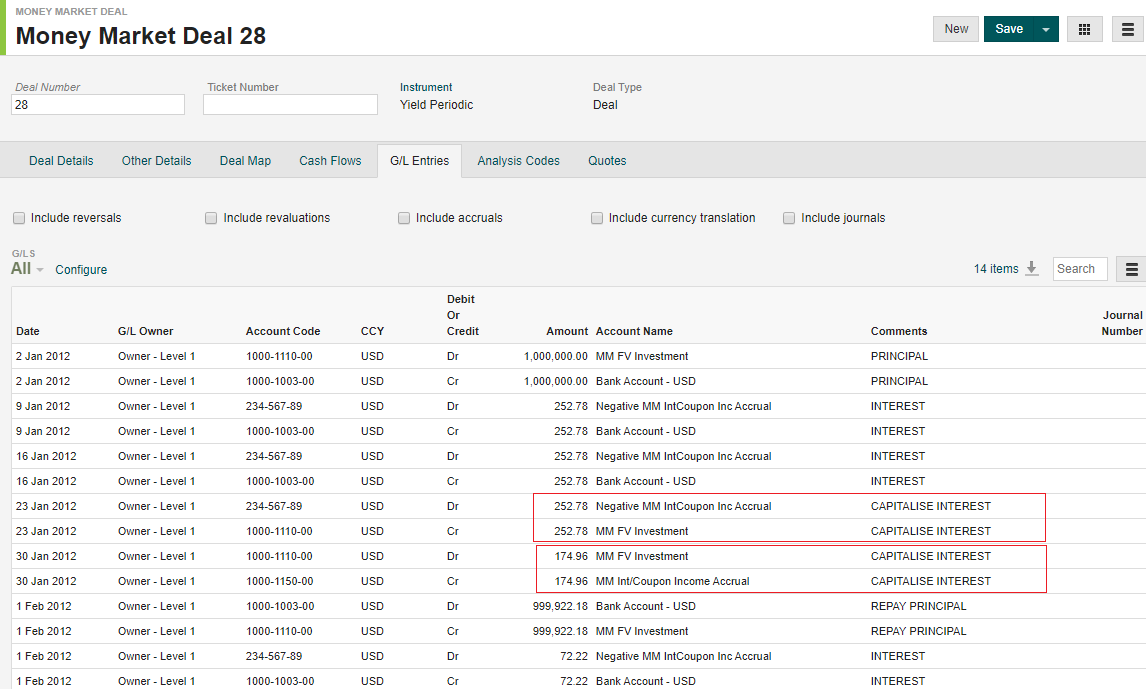 MONEY MARKET DEAL
Money Market Deal 28
New Save
Deal Number Ticket Number Instrument Deal Type
28 Yield Periodic Deal
Deal Details Other Details Deal Map Cash Flows G/L Entries Analysis Codes Quotes
Include reversals Include revaluations Include accruals Include currency translation Include journals
G/LS
All Configure 14 items Search
Date G/L Owner Account Code CCY Debit Or Credit Amount Account Name Comments Journal Number
2 Jan 2012 Owner - Level 1 1000-1110-00 USD Dr 1,000,000.00 MM FV Investment PRINCIPAL
2 Jan 2012 Owner - Level 1 1000-1003-00 USD Cr 1,000,000.00 Bank Account - USD PRINCIPAL
9 Jan 2012 Owner - Level 1 234-567-89 USD Dr 252.78 Negative MM IntCoupon Inc Accrual INTEREST
9 Jan 2012 Owner - Level 1 1000-1003-00 USD Cr 252.78 Bank Account - USD INTEREST
16 Jan 2012 Owner - Level 1 234-567-89 USD Dr 252.78 Negative MM IntCoupon Inc Accrual INTEREST
16 Jan 2012 Owner - Level 1 1000-1003-00 USD Cr 252.78 Bank Account - USD INTEREST
23 Jan 2012 Owner - Level 1 234-567-89 USD Dr 252.78 Negative MM IntCoupon Inc Accrual CAPITALISE INTEREST
23 Jan 2012 Owner - Level 1 1000-1110-00 USD Cr 252.78 MM FV Investment CAPITALISE INTEREST
30 Jan 2012 Owner - Level 1 1000-1110-00 USD Dr 174.96 MM FV Investment CAPITALISE INTEREST
30 Jan 2012 Owner - Level 1 1000-1150-00 USD Cr 174.96 MM Int/Coupon Income Accrual CAPITALISE INTEREST
1 Feb 2012 Owner - Level 1 1000-1003-00 USD Dr 999,922.18 Bank Account - USD REPAY PRINCIPAL
1 Feb 2012 Owner - Level 1 1000-1110-00 USD Cr 999,922.18 MM FV Investment REPAY PRINCIPAL
1 Feb 2012 Owner - Level 1 234-567-89 USD Dr 72.22 Negative MM IntCoupon Inc Accrual INTEREST
1 Feb 2012 Owner - Level 1 1000-1003-00 USD Cr 72.22 Bank Account - USD INTEREST